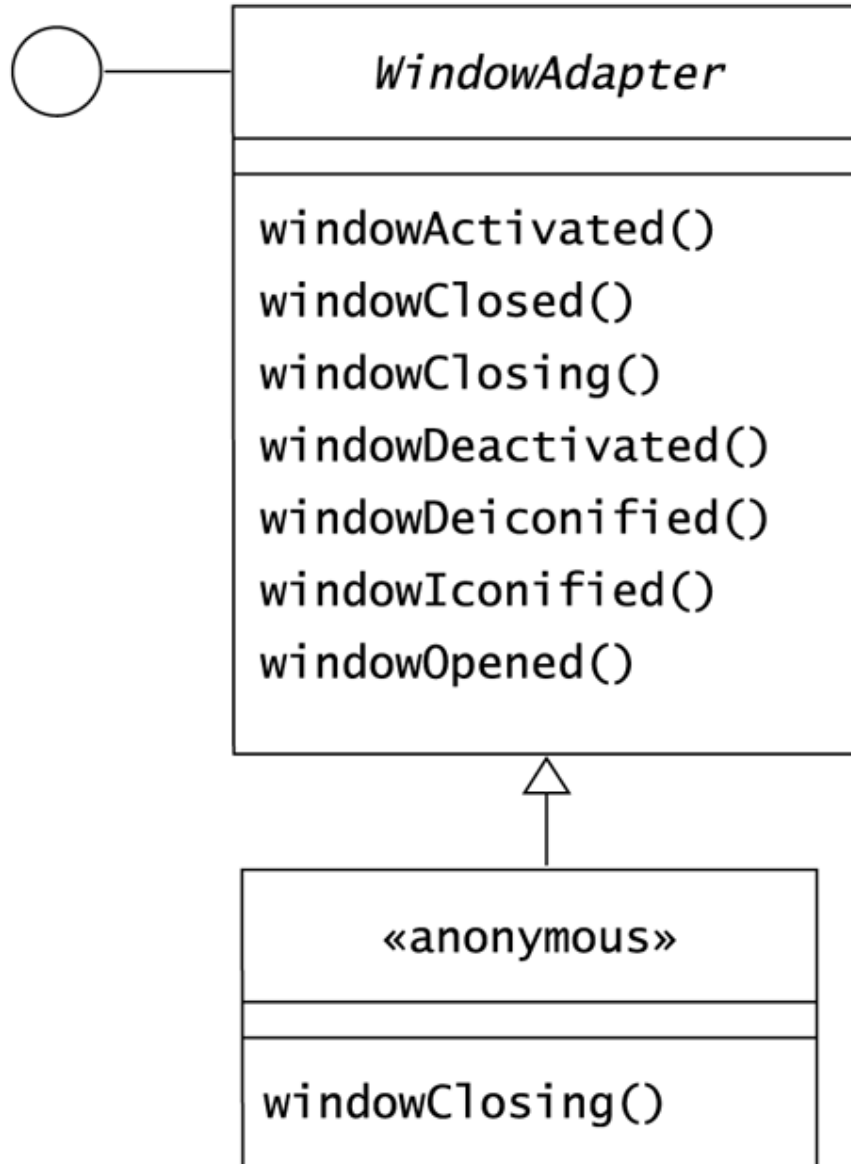 WindowAdapter
windowActivated()
windowClosed()
windowClosing()
windowDeactivated()
windowDeiconified()
windowIconified()
windowOpened()
«anonymous»
windowClosing()